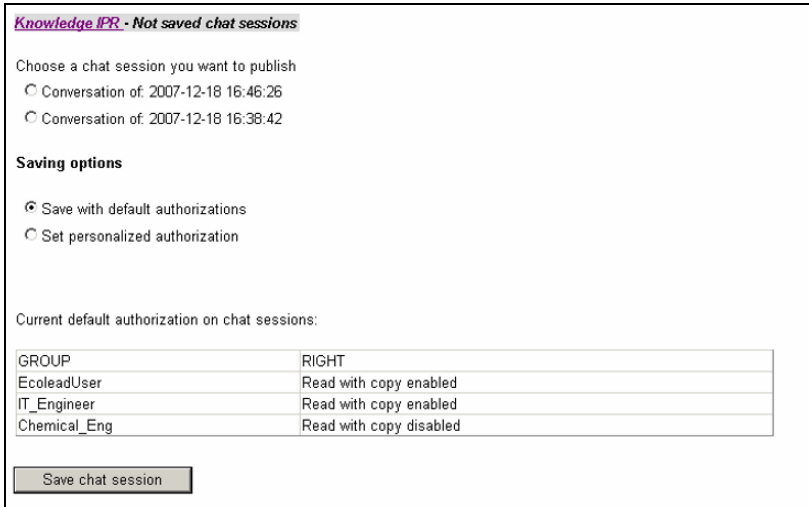 Knowledge IPR - Not saved chat sessions
Choose a chat session you want to publish
Conversation of: 2007-12-18 16:46:26
Conversation of: 2007-12-18 16:38:42
Saving options
Save with default authorizations
Set personalized authorization
Current default authorization on chat sessions:
GROUP RIGHT
EcoleadUser Read with copy enabled
IT_Engineer Read with copy enabled
Chemical_Eng Read with copy disabled
Save chat session